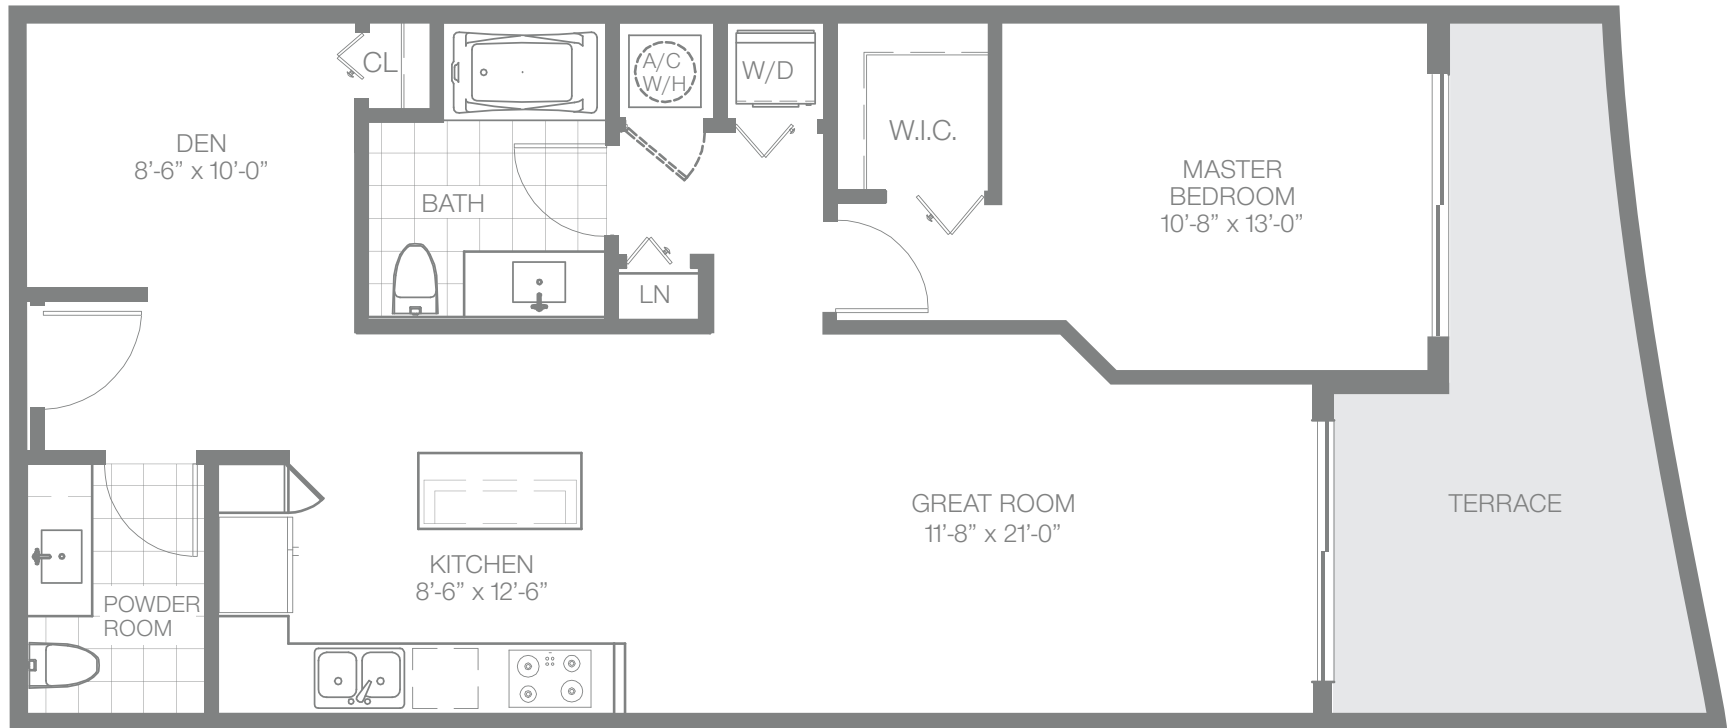 CL
A/C
W/H
W/D
W.I.C.
DEN
8'-6” x 10'-0”
BATH
MASTER
BEDROOM
10'-8” x 13'-0”
LN
GREAT ROOM
11'-8” x 21'-0”
TERRACE
KITCHEN
8'-6” x 12'-6”
POWDER
ROOM